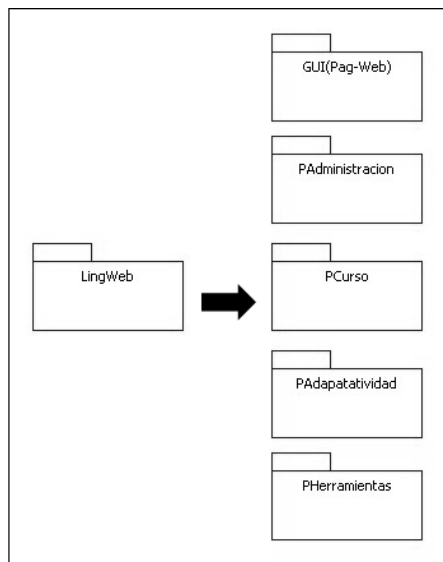 GUI(Pag-Web)
PAdministracion
LingWeb
PCurso
PAdapatatividad
PHerramientas